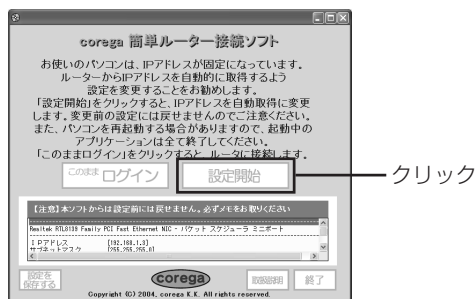 corega 簡単ルーター接続ソフト
お使いのパソコンは、IPアドレスが固定になっています。
ルーターからIPアドレスを自動的に取得するよう
設定を変更することをお勧めします。
「設定開始」をクリックすると、IPアドレスを自動取得に変更
します。変更前の設定には戻せませんのでご注意ください。
また、パソコンを再起動する場合がありますので、起動中の
アプリケーションは全て終了してください。
「このままログイン」をクリックすると、ルータに接続します。
このまま ログイン
設定開始
クリック
【注意】本ソフトからは設定前には戻せません。必ずメモをお取りください
Realtek RTL8139 Family PCI Fast Ethernet NIC - パケット スケジューラ ミニポート
IPアドレス [192.168.1.3]
サブネットマスク [255.255.255.0]
設定を
保存する
corega
取扱説明
終了
Copyright (C) 2004, corega K.K. All rights reserved.